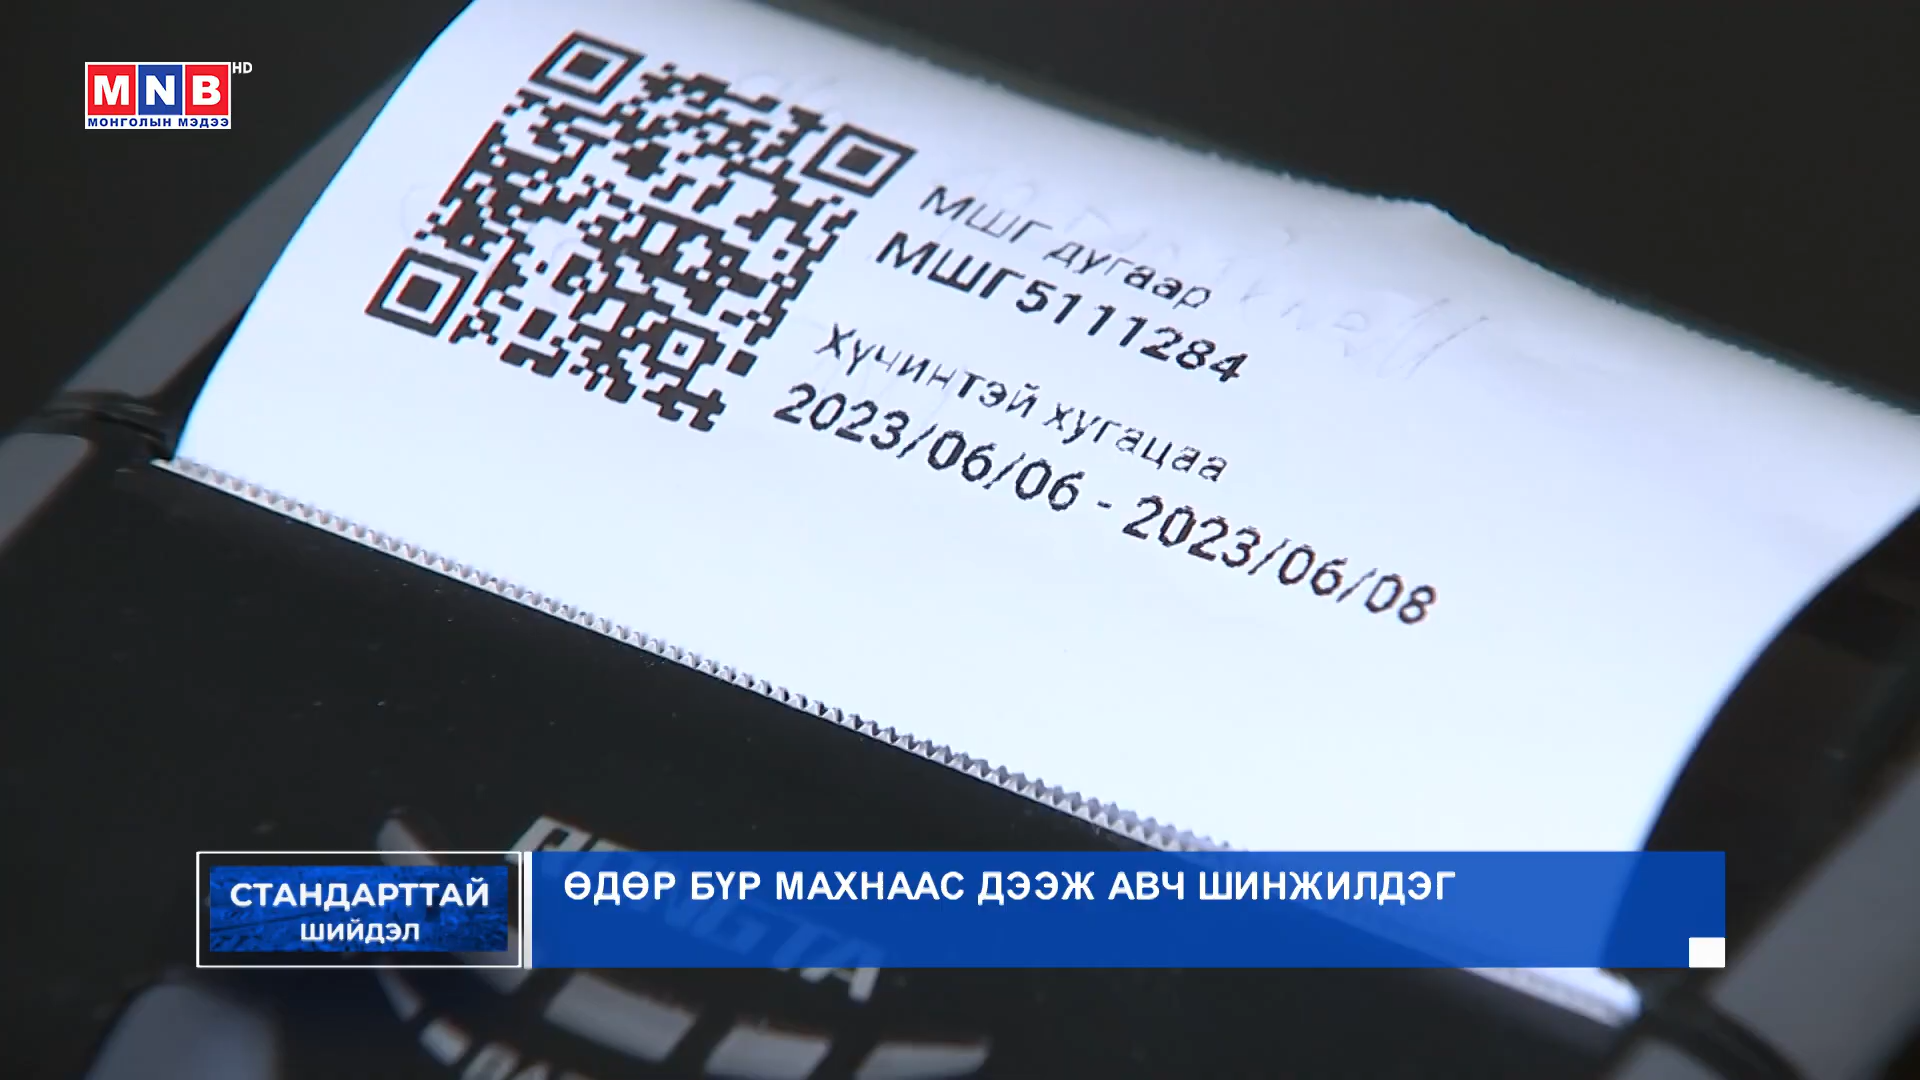 MNB HD
МОНГОЛЫН МЭДЭЭ
МШГ дугаар
МШГ5111284
Хүчинтэй хугацаа
2023/06/06 - 2023/06/08
СТАНДАРТТАЙ
ШИЙДЭЛ
ӨДӨР БҮР МАХНААС ДЭЭЖ АВЧ ШИНЖИЛДЭГ